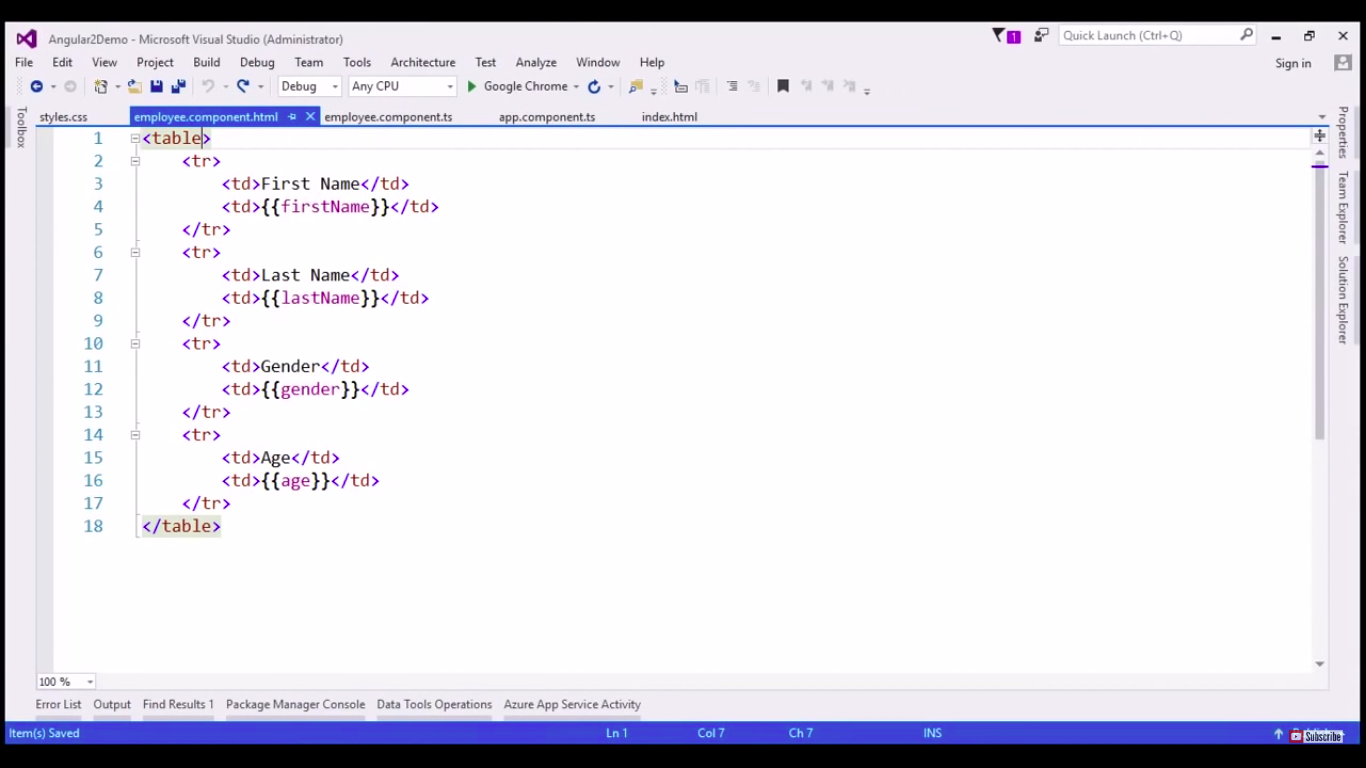 Angular2Demo - Microsoft Visual Studio (Administrator)
1
Quick Launch (Ctrl+Q)
File Edit View Project Build Debug Team Tools Architecture Test Analyze Window Help
Sign in
Debug Any CPU Google Chrome
Toolbox
styles.css employee.component.html employee.component.ts app.component.ts index.html
Properties
Team Explorer
Solution Explorer
1 <table>
2 <tr>
3 <td>First Name</td>
4 <td>{{firstName}}</td>
5 </tr>
6 <tr>
7 <td>Last Name</td>
8 <td>{{lastName}}</td>
9 </tr>
10 <tr>
11 <td>Gender</td>
12 <td>{{gender}}</td>
13 </tr>
14 <tr>
15 <td>Age</td>
16 <td>{{age}}</td>
17 </tr>
18 </table>
100 %
Error List Output Find Results 1 Package Manager Console Data Tools Operations Azure App Service Activity
Item(s) Saved Ln 1 Col 7 Ch 7 INS
Subscribe